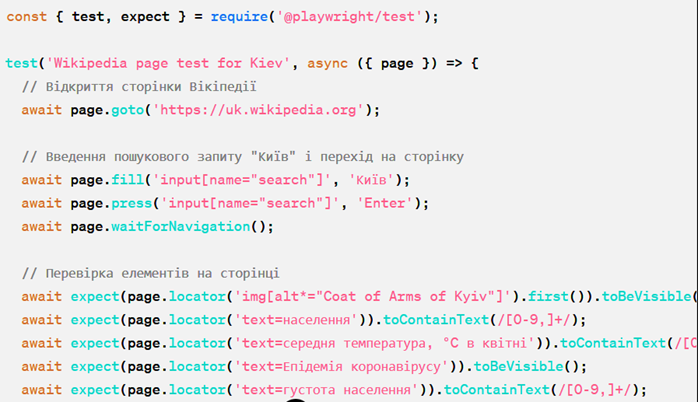 const { test, expect } = require('@playwright/test');
test('Wikipedia page test for Kiev', async ({ page }) => {
// Відкриття сторінки Вікіпедії
await page.goto('https://uk.wikipedia.org');
// Введення пошукового запиту "Київ" і перехід на сторінку
await page.fill('input[name="search"]', 'Київ');
await page.press('input[name="search"]', 'Enter');
await page.waitForNavigation();
// Перевірка елементів на сторінці
await expect(page.locator('img[alt*="Coat of Arms of Kyiv"]').first()).toBeVisible(
await expect(page.locator('text=населення')).toContainText(/[0-9,]+/);
await expect(page.locator('text=середня температура, °C в квітні')).toContainText(/[0
await expect(page.locator('text=Епідемія коронавірусу')).toBeVisible();
await expect(page.locator('text=густота населення')).toContainText(/[0-9,]+/);